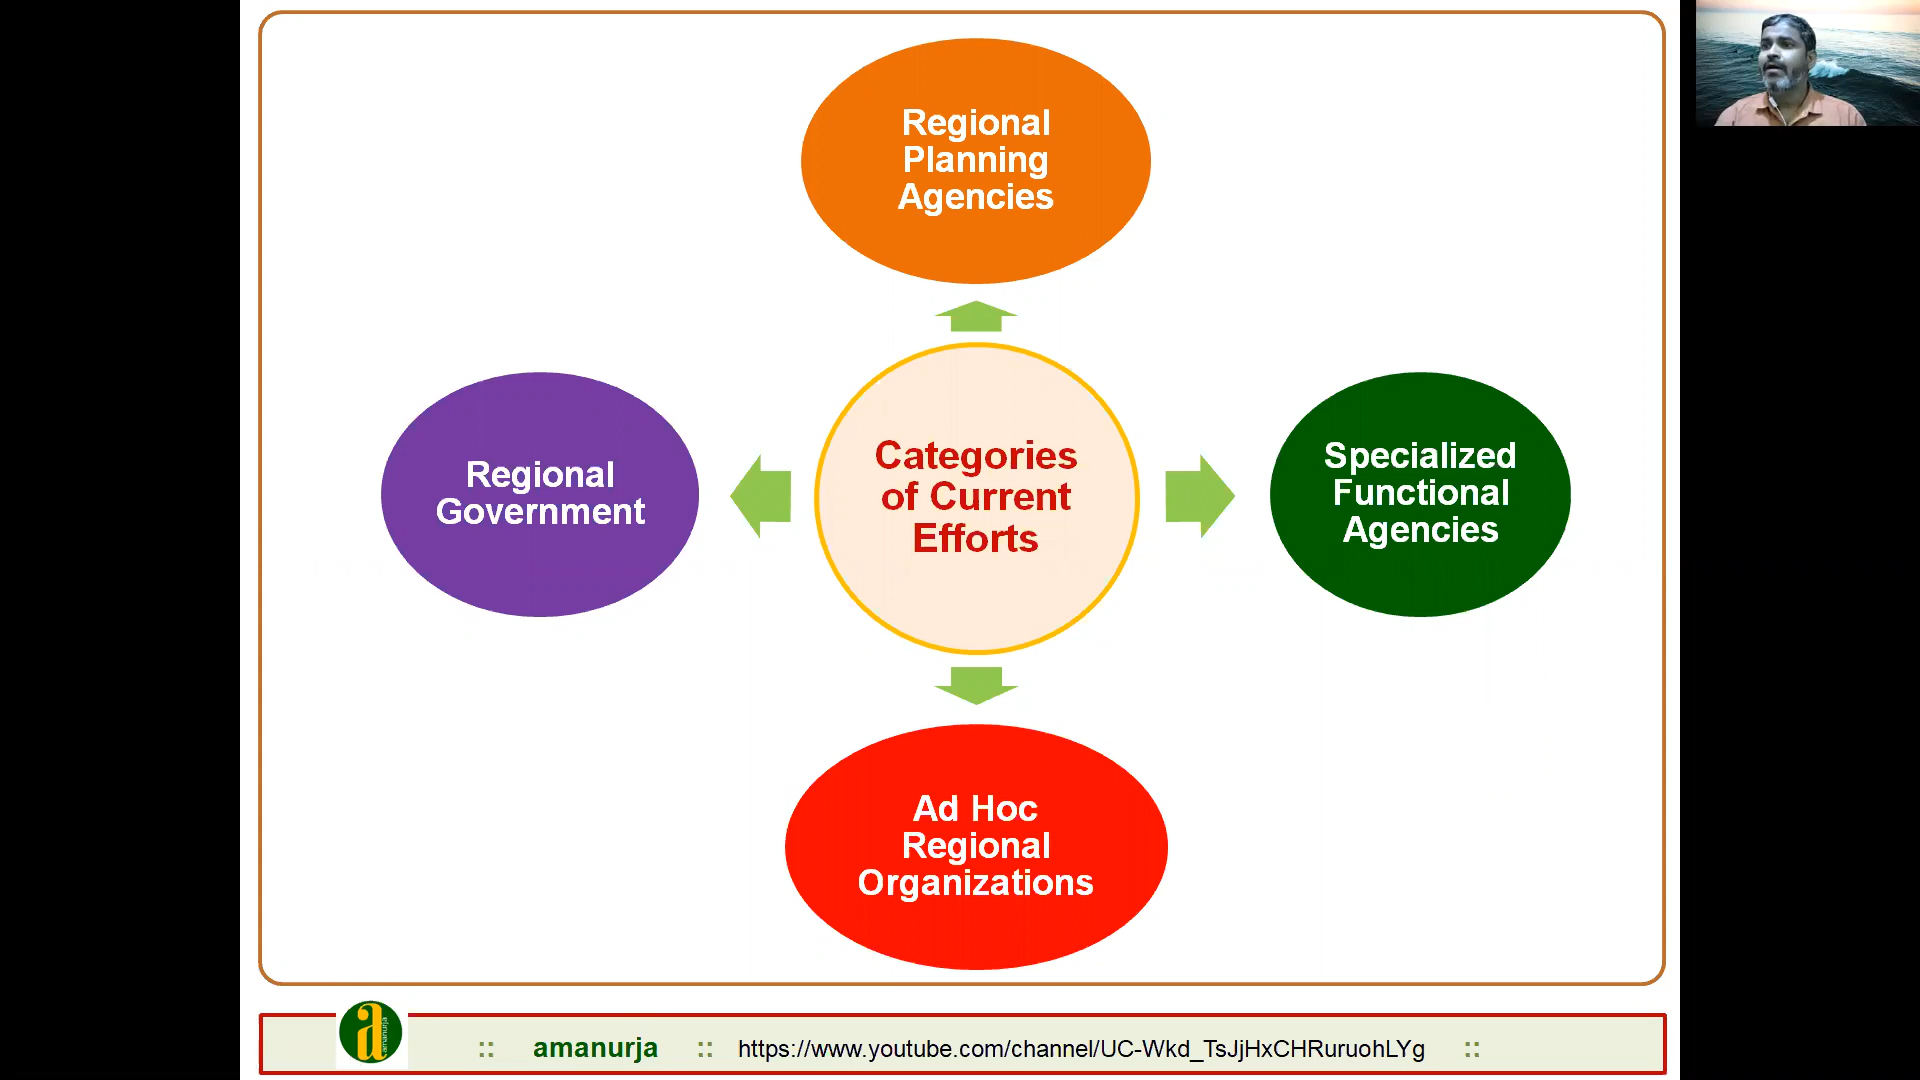 Regional
Planning
Agencies
Regional
Government
Categories
of Current
Efforts
Specialized
Functional
Agencies
Ad Hoc
Regional
Organizations
a amanurja
:: amanurja :: https://www.youtube.com/channel/UC-Wkd_TsJjHxCHRuruohLYg ::